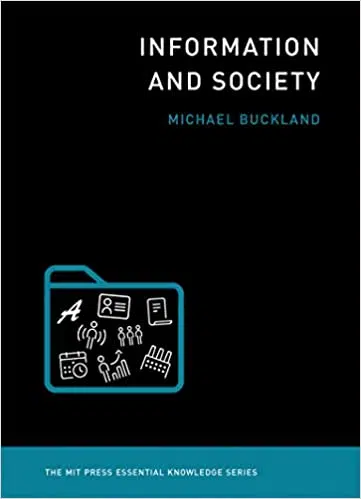 INFORMATION
AND SOCIETY
MICHAEL BUCKLAND
A
THE MIT PRESS ESSENTIAL KNOWLEDGE SERIES